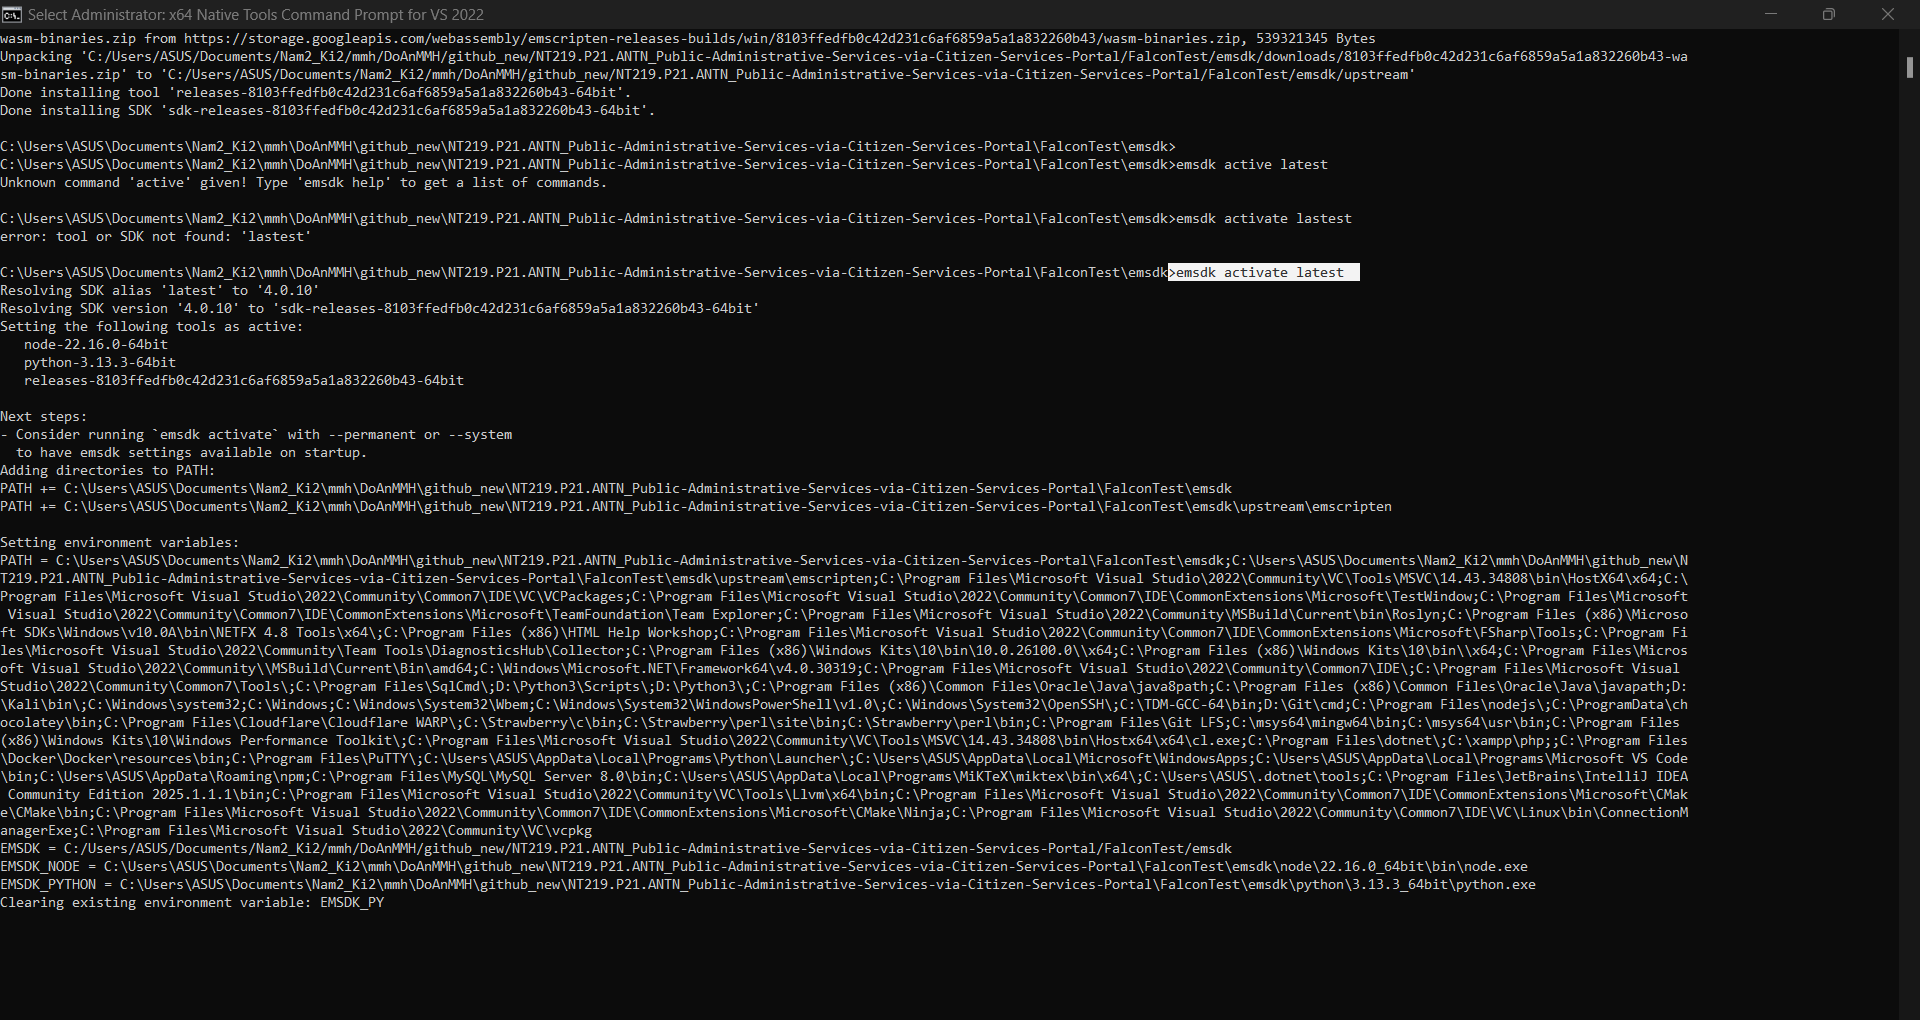 Select Administrator: x64 Native Tools Command Prompt for VS 2022
wasm-binaries.zip from https://storage.googleapis.com/webassembly/emscripten-releases-builds/win/8103ffedfb0c42d231c6af6859a5a1a832260b43/wasm-binaries.zip, 539321345 Bytes
Unpacking 'C:/Users/ASUS/Documents/Nam2_Ki2/mmh/DoAnMMH/github_new/NT219.P21.ANTN_Public-Administrative-Services-via-Citizen-Services-Portal/FalconTest/emsdk/downloads/8103ffedfb0c42d231c6af6859a5a1a832260b43-wa
sm-binaries.zip' to 'C:/Users/ASUS/Documents/Nam2_Ki2/mmh/DoAnMMH/github_new/NT219.P21.ANTN_Public-Administrative-Services-via-Citizen-Services-Portal/FalconTest/emsdk/upstream'
Done installing tool 'releases-8103ffedfb0c42d231c6af6859a5a1a832260b43-64bit'.
Done installing SDK 'sdk-releases-8103ffedfb0c42d231c6af6859a5a1a832260b43-64bit'.
C:\Users\ASUS\Documents\Nam2_Ki2\mmh\DoAnMMH\github_new\NT219.P21.ANTN_Public-Administrative-Services-via-Citizen-Services-Portal\FalconTest\emsdk>
C:\Users\ASUS\Documents\Nam2_Ki2\mmh\DoAnMMH\github_new\NT219.P21.ANTN_Public-Administrative-Services-via-Citizen-Services-Portal\FalconTest\emsdk>emsdk active latest
Unknown command 'active' given! Type 'emsdk help' to get a list of commands.
C:\Users\ASUS\Documents\Nam2_Ki2\mmh\DoAnMMH\github_new\NT219.P21.ANTN_Public-Administrative-Services-via-Citizen-Services-Portal\FalconTest\emsdk>emsdk activate lastest
error: tool or SDK not found: 'lastest'
C:\Users\ASUS\Documents\Nam2_Ki2\mmh\DoAnMMH\github_new\NT219.P21.ANTN_Public-Administrative-Services-via-Citizen-Services-Portal\FalconTest\emsdk>emsdk activate latest
Resolving SDK alias 'latest' to '4.0.10'
Resolving SDK version '4.0.10' to 'sdk-releases-8103ffedfb0c42d231c6af6859a5a1a832260b43-64bit'
Setting the following tools as active:
node-22.16.0-64bit
python-3.13.3-64bit
releases-8103ffedfb0c42d231c6af6859a5a1a832260b43-64bit
Next steps:
- Consider running `emsdk activate` with --permanent or --system
to have emsdk settings available on startup.
Adding directories to PATH:
PATH += C:\Users\ASUS\Documents\Nam2_Ki2\mmh\DoAnMMH\github_new\NT219.P21.ANTN_Public-Administrative-Services-via-Citizen-Services-Portal\FalconTest\emsdk
PATH += C:\Users\ASUS\Documents\Nam2_Ki2\mmh\DoAnMMH\github_new\NT219.P21.ANTN_Public-Administrative-Services-via-Citizen-Services-Portal\FalconTest\emsdk\upstream\emscripten
Setting environment variables:
PATH = C:\Users\ASUS\Documents\Nam2_Ki2\mmh\DoAnMMH\github_new\NT219.P21.ANTN_Public-Administrative-Services-via-Citizen-Services-Portal\FalconTest\emsdk;C:\Users\ASUS\Documents\Nam2_Ki2\mmh\DoAnMMH\github_new\N
T219.P21.ANTN_Public-Administrative-Services-via-Citizen-Services-Portal\FalconTest\emsdk\upstream\emscripten;C:\Program Files\Microsoft Visual Studio\2022\Community\VC\Tools\MSVC\14.43.34808\bin\HostX64\x64;C:\
Program Files\Microsoft Visual Studio\2022\Community\Common7\IDE\VC\VCPackages;C:\Program Files\Microsoft Visual Studio\2022\Community\Common7\IDE\CommonExtensions\Microsoft\TestWindow;C:\Program Files\Microsoft
Visual Studio\2022\Community\Common7\IDE\CommonExtensions\Microsoft\TeamFoundation\Team Explorer;C:\Program Files\Microsoft Visual Studio\2022\Community\MSBuild\Current\bin\Roslyn;C:\Program Files (x86)\Microso
ft SDKs\Windows\v10.0A\bin\NETFX 4.8 Tools\x64\;C:\Program Files (x86)\HTML Help Workshop;C:\Program Files\Microsoft Visual Studio\2022\Community\Common7\IDE\CommonExtensions\Microsoft\FSharp\Tools;C:\Program Fi
les\Microsoft Visual Studio\2022\Community\Team Tools\DiagnosticsHub\Collector;C:\Program Files (x86)\Windows Kits\10\bin\10.0.26100.0\\x64;C:\Program Files (x86)\Windows Kits\10\bin\\x64;C:\Program Files\Micros
oft Visual Studio\2022\Community\\MSBuild\Current\Bin\amd64;C:\Windows\Microsoft.NET\Framework64\v4.0.30319;C:\Program Files\Microsoft Visual Studio\2022\Community\Common7\IDE\;C:\Program Files\Microsoft Visual
Studio\2022\Community\Common7\Tools\;C:\Program Files\SqlCmd\;D:\Python3\Scripts\;D:\Python3\;C:\Program Files (x86)\Common Files\Oracle\Java\java8path;C:\Program Files (x86)\Common Files\Oracle\Java\javapath;D:
\Kali\bin\;C:\Windows\system32;C:\Windows;C:\Windows\System32\Wbem;C:\Windows\System32\WindowsPowerShell\v1.0\;C:\Windows\System32\OpenSSH\;C:\TDM-GCC-64\bin;D:\Git\cmd;C:\Program Files\nodejs\;C:\ProgramData\ch
ocolatey\bin;C:\Program Files\Cloudflare\Cloudflare WARP\;C:\Strawberry\c\bin;C:\Strawberry\perl\site\bin;C:\Strawberry\perl\bin;C:\Program Files\Git LFS;C:\msys64\mingw64\bin;C:\msys64\usr\bin;C:\Program Files
(x86)\Windows Kits\10\Windows Performance Toolkit\;C:\Program Files\Microsoft Visual Studio\2022\Community\VC\Tools\MSVC\14.43.34808\bin\Hostx64\x64\cl.exe;C:\Program Files\dotnet\;C:\xampp\php;;C:\Program Files
\Docker\Docker\resources\bin;C:\Program Files\PuTTY\;C:\Users\ASUS\AppData\Local\Programs\Python\Launcher\;C:\Users\ASUS\AppData\Local\Microsoft\WindowsApps;C:\Users\ASUS\AppData\Local\Programs\Microsoft VS Code
\bin;C:\Users\ASUS\AppData\Roaming\npm;C:\Program Files\MySQL\MySQL Server 8.0\bin;C:\Users\ASUS\AppData\Local\Programs\MiKTeX\miktex\bin\x64\;C:\Users\ASUS\.dotnet\tools;C:\Program Files\JetBrains\IntelliJ IDEA
Community Edition 2025.1.1.1\bin;C:\Program Files\Microsoft Visual Studio\2022\Community\VC\Tools\Llvm\x64\bin;C:\Program Files\Microsoft Visual Studio\2022\Community\Common7\IDE\CommonExtensions\Microsoft\CMak
e\CMake\bin;C:\Program Files\Microsoft Visual Studio\2022\Community\Common7\IDE\CommonExtensions\Microsoft\CMake\Ninja;C:\Program Files\Microsoft Visual Studio\2022\Community\Common7\IDE\VC\Linux\bin\ConnectionM
anagerExe;C:\Program Files\Microsoft Visual Studio\2022\Community\VC\vcpkg
EMSDK = C:/Users/ASUS/Documents/Nam2_Ki2/mmh/DoAnMMH/github_new/NT219.P21.ANTN_Public-Administrative-Services-via-Citizen-Services-Portal/FalconTest/emsdk
EMSDK_NODE = C:\Users\ASUS\Documents\Nam2_Ki2\mmh\DoAnMMH\github_new\NT219.P21.ANTN_Public-Administrative-Services-via-Citizen-Services-Portal\FalconTest\emsdk\node\22.16.0_64bit\bin\node.exe
EMSDK_PYTHON = C:\Users\ASUS\Documents\Nam2_Ki2\mmh\DoAnMMH\github_new\NT219.P21.ANTN_Public-Administrative-Services-via-Citizen-Services-Portal\FalconTest\emsdk\python\3.13.3_64bit\python.exe
Clearing existing environment variable: EMSDK_PY